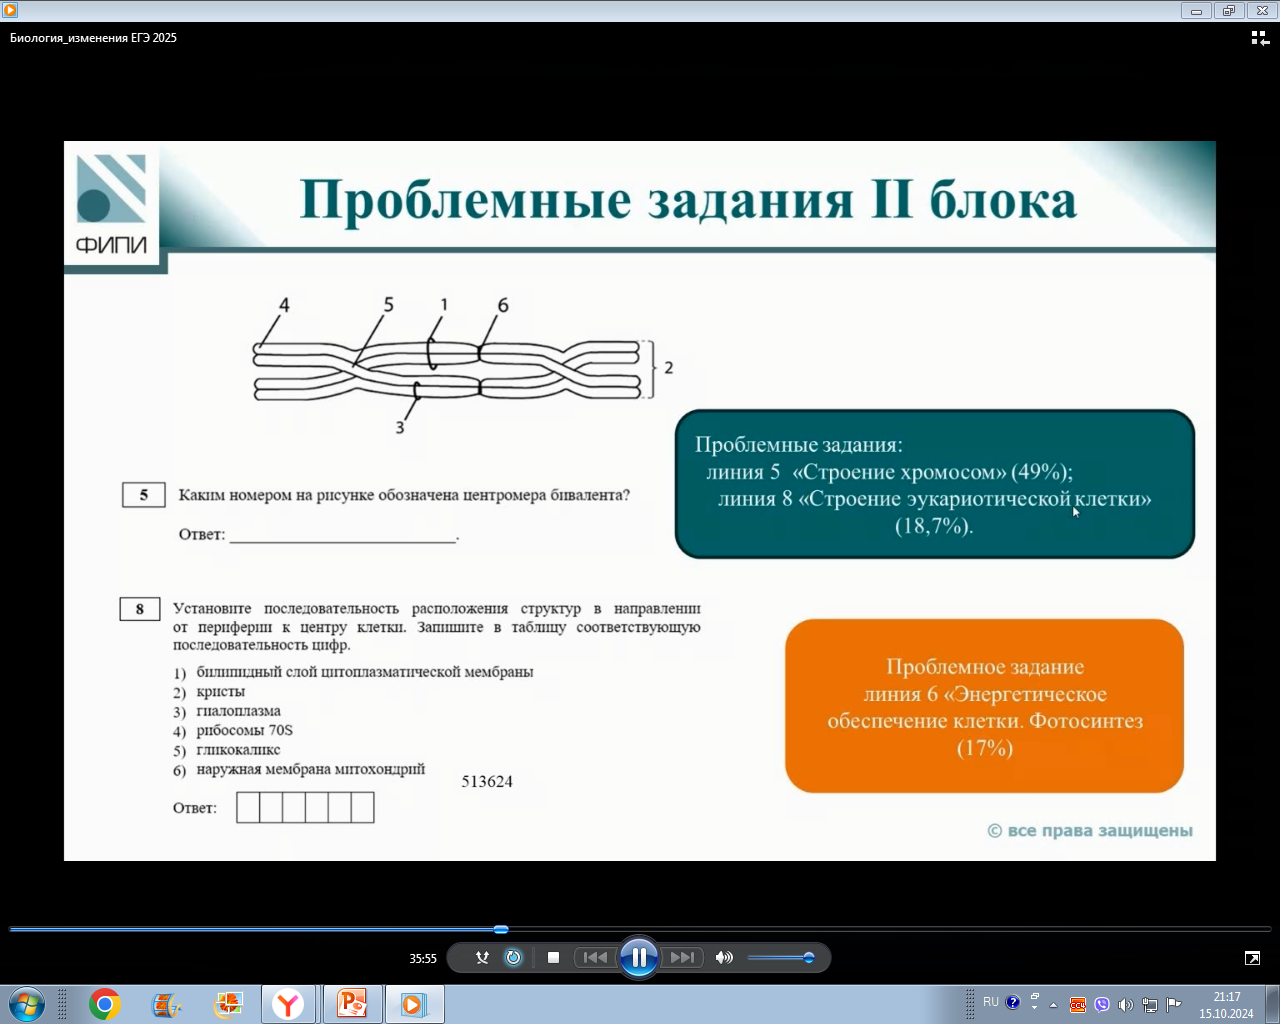 Биология_изменения ЕГЭ 2025
ФИПИ
Проблемные задания II блока
4 5 1 6
2
3
Проблемные задания:
линия 5 «Строение хромосом» (49%);
линия 8 «Строение эукариотической клетки»
(18,7%).
5 Каким номером на рисунке обозначена центромера бивалента?
Ответ: ____________________.
8 Установите последовательность расположения структур в направлении
от периферии к центру клетки. Запишите в таблицу соответствующую
последовательность цифр.
1) билипидный слой цитоплазматической мембраны
2) кристы
3) гиалоплазма
4) рибосомы 70S
5) гликокаликс
6) наружная мембрана митохондрий
513624
Ответ:
Проблемное задание
линия 6 «Энергетическое
обеспечение клетки. Фотосинтез
(17%)
© все права защищены
35:55
RU
21:17
15.10.2024